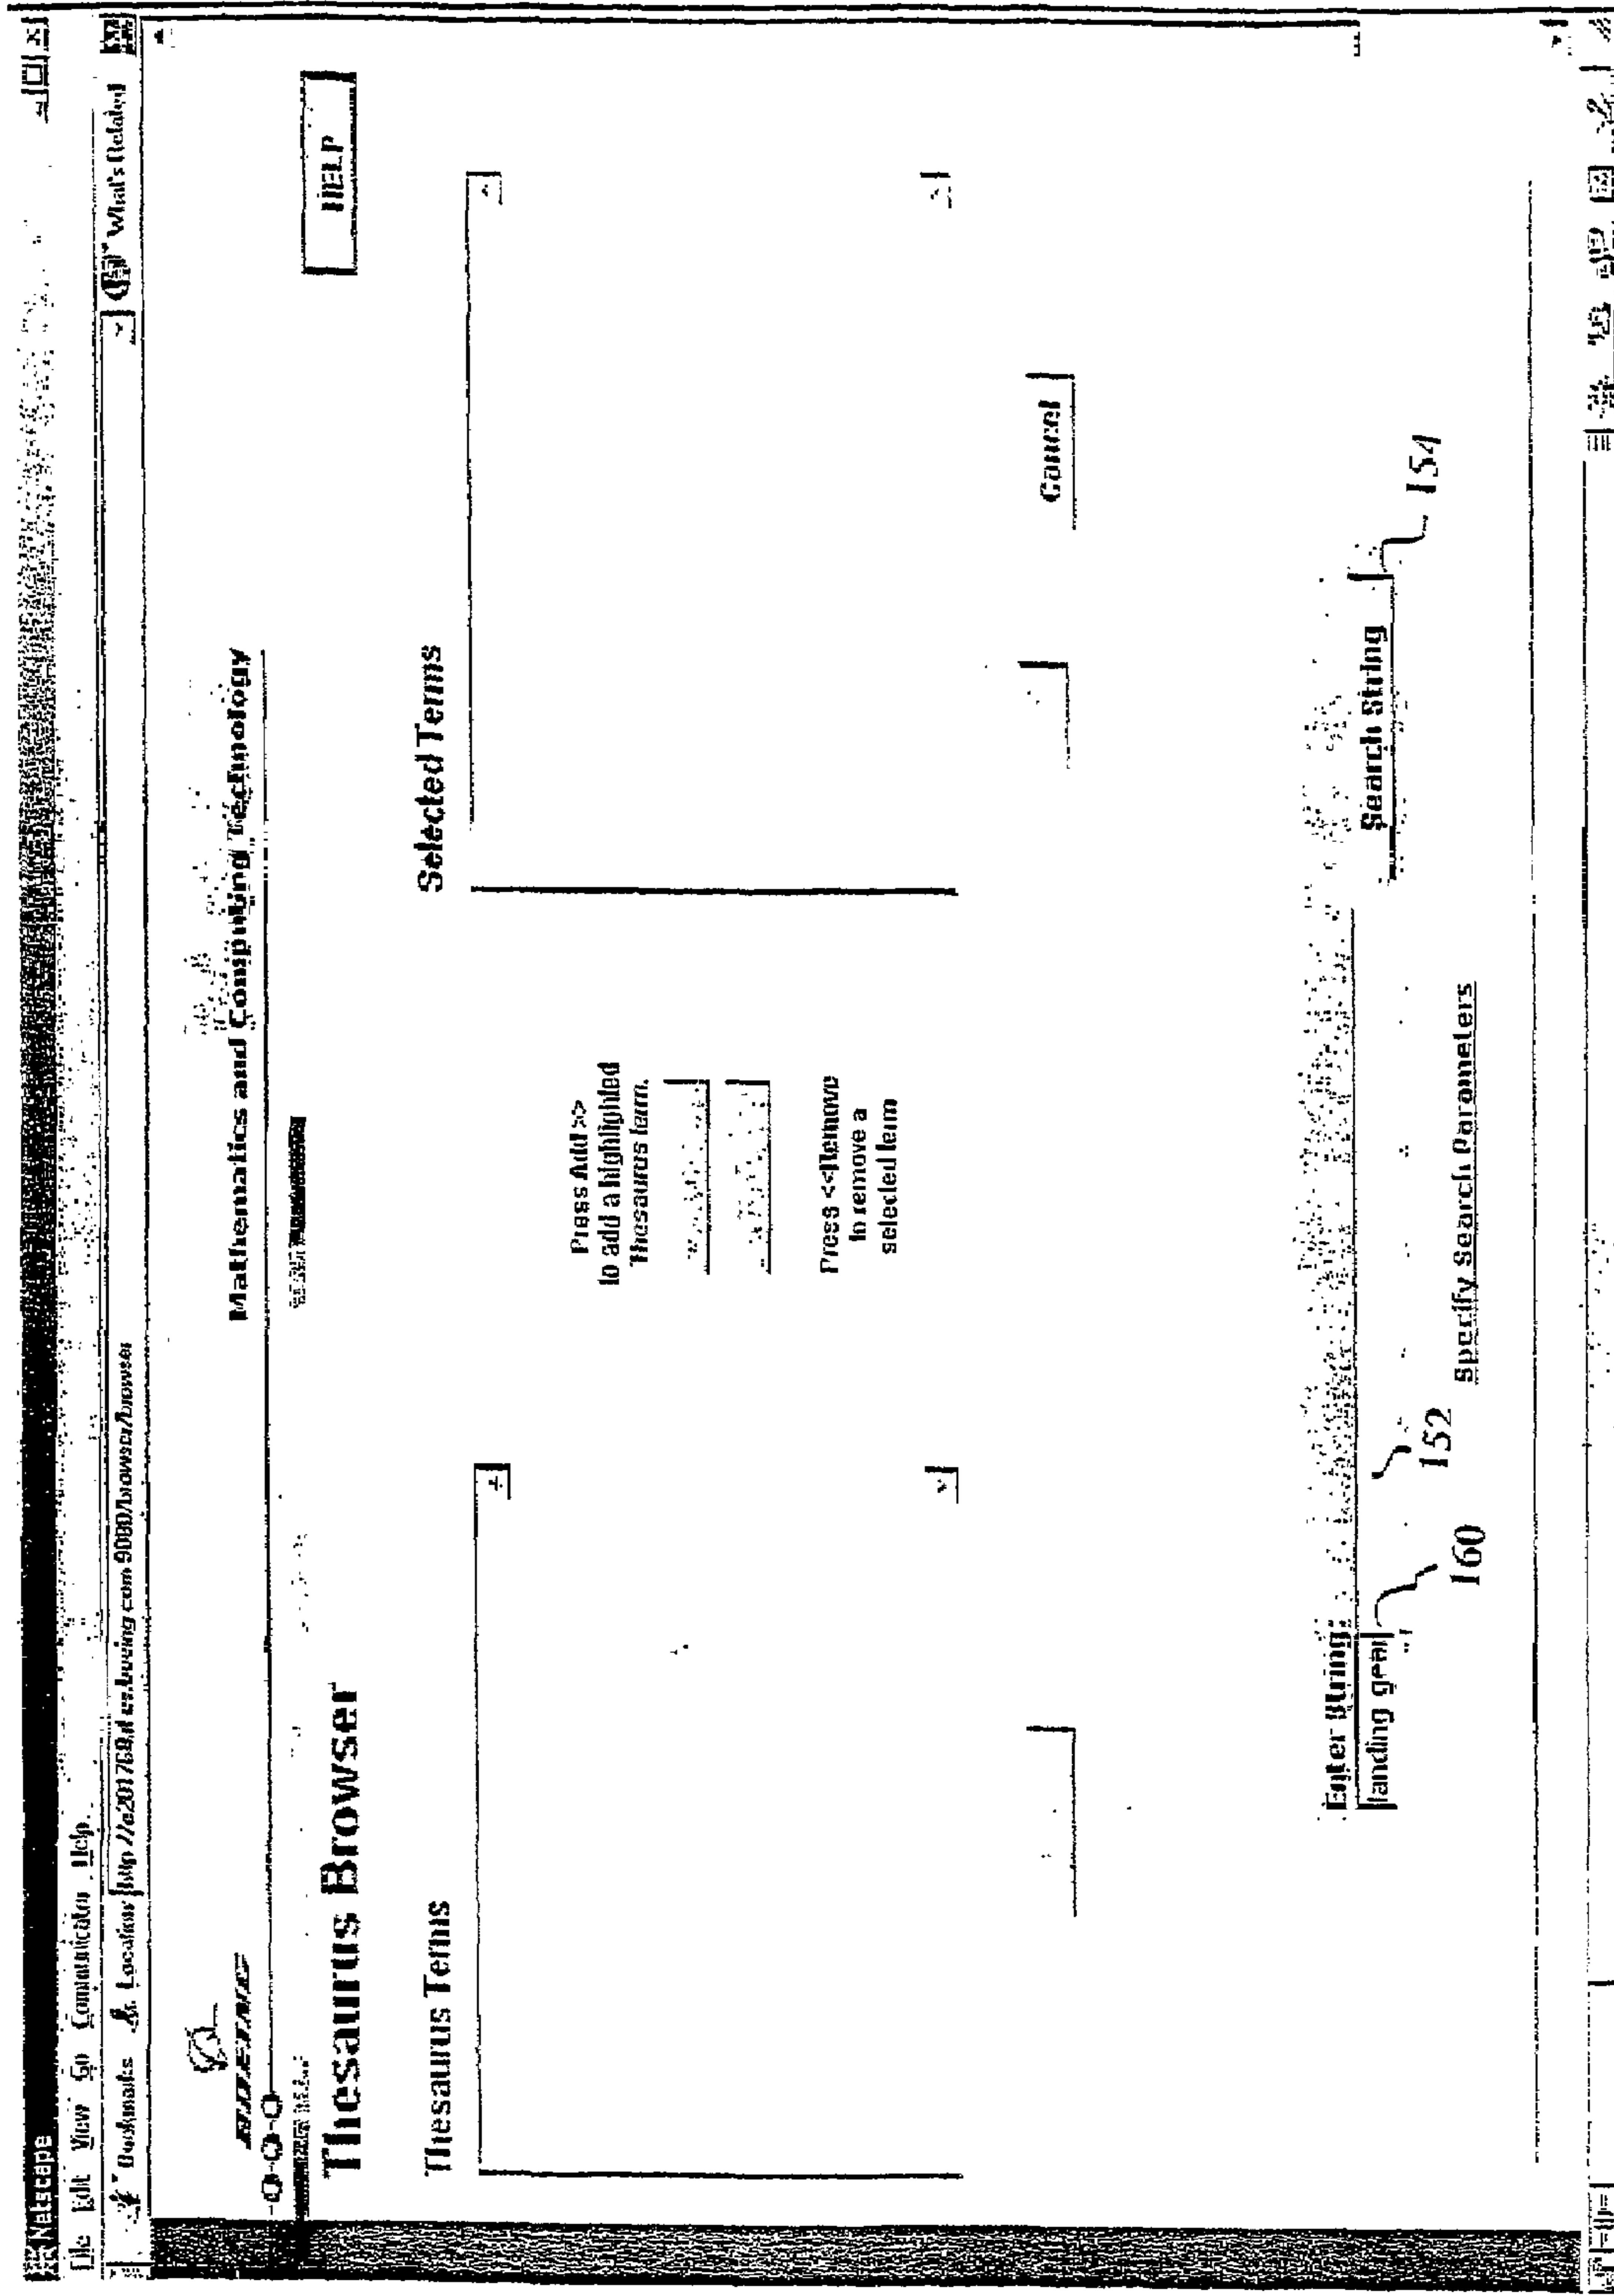 Netscape
File Edit View Go Communicator Help
Bookmarks Location What's Related
BOEING
Mathematics and Computing Technology
Thesaurus Browser
HELP
Thesaurus Terms
Selected Terms
Press Add >>
to add a highlighted
Thesaurus term.
Press <<Remove
to remove a
selected term
Cancel
Enter String:
landing gear
Search String
160
152
154
Specify Search Parameters